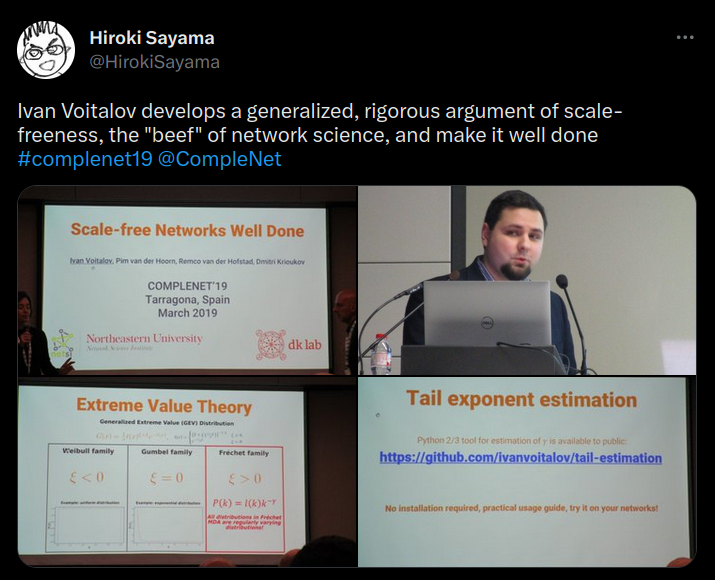 Hiroki Sayama
@HirokiSayama
Ivan Voitalov develops a generalized, rigorous argument of scale-
freeness, the "beef" of network science, and make it well done
#complenet19 @CompleNet
Scale-free Networks Well Done
Ivan Voitalov, Pim van der Hoorn, Remco van der Hofstad, Dmitri Krioukov
COMPLENET'19
Tarragona, Spain
March 2019
netsi
Northeastern University
Network Science Institute
dk lab
DELL
Extreme Value Theory
Generalized Extreme Value (GEV) Distribution
Weibull family
Gumbel family
Fréchet family
ξ < 0
ξ = 0
ξ > 0
P(k) = l(k)k^-γ
Example: uniform distribution
Example: exponential distribution
All distributions in Fréchet
MDA are regularly varying
distributions!
Tail exponent estimation
Python 2/3 tool for estimation of γ is available to public:
https://github.com/ivanvoitalov/tail-estimation
No installation required, practical usage guide, try it on your networks!